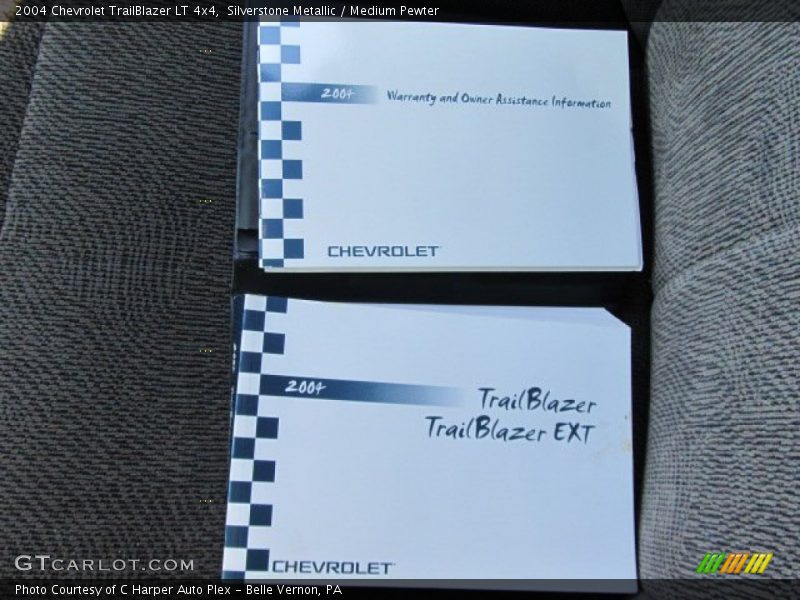 2004 Chevrolet TrailBlazer LT 4x4, Silverstone Metallic / Medium Pewter
2004 Warranty and Owner Assistance Information
CHEVROLET
2004 TrailBlazer
TrailBlazer EXT
CHEVROLET
GTCARLOT.COM
Photo Courtesy of C Harper Auto Plex - Belle Vernon, PA